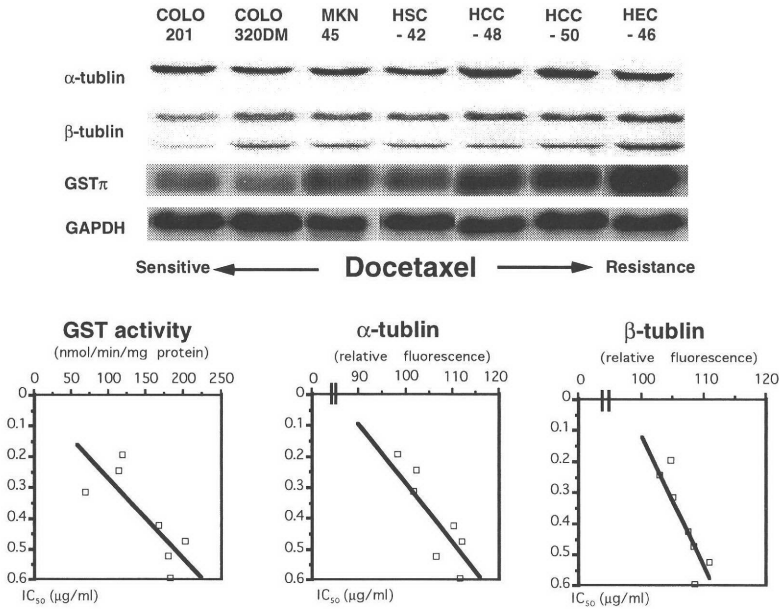 COLO COLO MKN HSC HCC HCC HEC
201 320DM 45 - 42 - 48 - 50 - 46
α-tublin
β-tublin
GSTπ
GAPDH
Sensitive Docetaxel Resistance
GST activity
(nmol/min/mg protein)
0 50 100 150 200 250
0
0.1
0.2
0.3
0.4
0.5
0.6
IC50 (μg/ml)
α-tublin
(relative fluorescence)
0 90 100 110 120
0
0.1
0.2
0.3
0.4
0.5
0.6
IC50 (μg/ml)
β-tublin
(relative fluorescence)
0 100 110 120
0
0.1
0.2
0.3
0.4
0.5
0.6
IC50 (μg/ml)